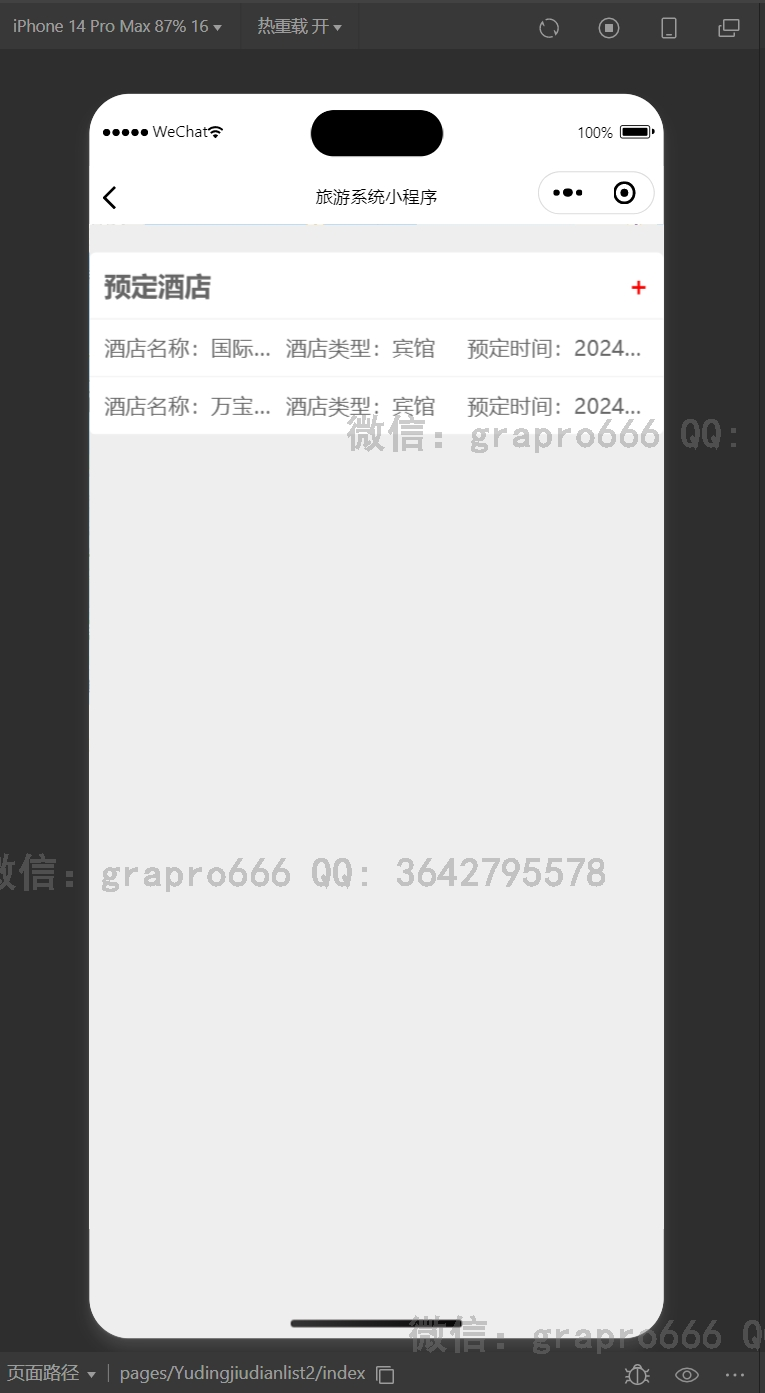 iPhone 14 Pro Max 87% 16 热重载 开
WeChat 100%
旅游系统小程序
预定酒店 +
酒店名称：国际... 酒店类型：宾馆 预定时间：2024...
酒店名称：万宝... 酒店类型：宾馆 预定时间：2024...
微信：grapro666 QQ：
微信：grapro666 QQ：3642795578
微信：grapro666 Q
页面路径 pages/Yudingjiudianlist2/index